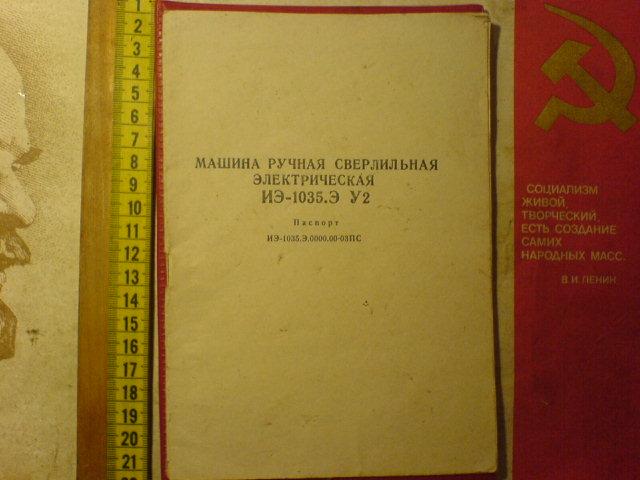 1
2
3
4
5
6
7
8
9
10
11
12
13
14
15
16
17
18
19
20
21
МАШИНА РУЧНАЯ СВЕРЛИЛЬНАЯ
ЭЛЕКТРИЧЕСКАЯ
ИЭ-1035.Э У2
Паспорт
ИЭ-1035.Э.0000.00-03ПС
СОЦИАЛИЗМ
ЖИВОЙ,
ТВОРЧЕСКИЙ,
ЕСТЬ СОЗДАНИЕ
САМИХ
НАРОДНЫХ МАСС.
В.И.ЛЕНИН